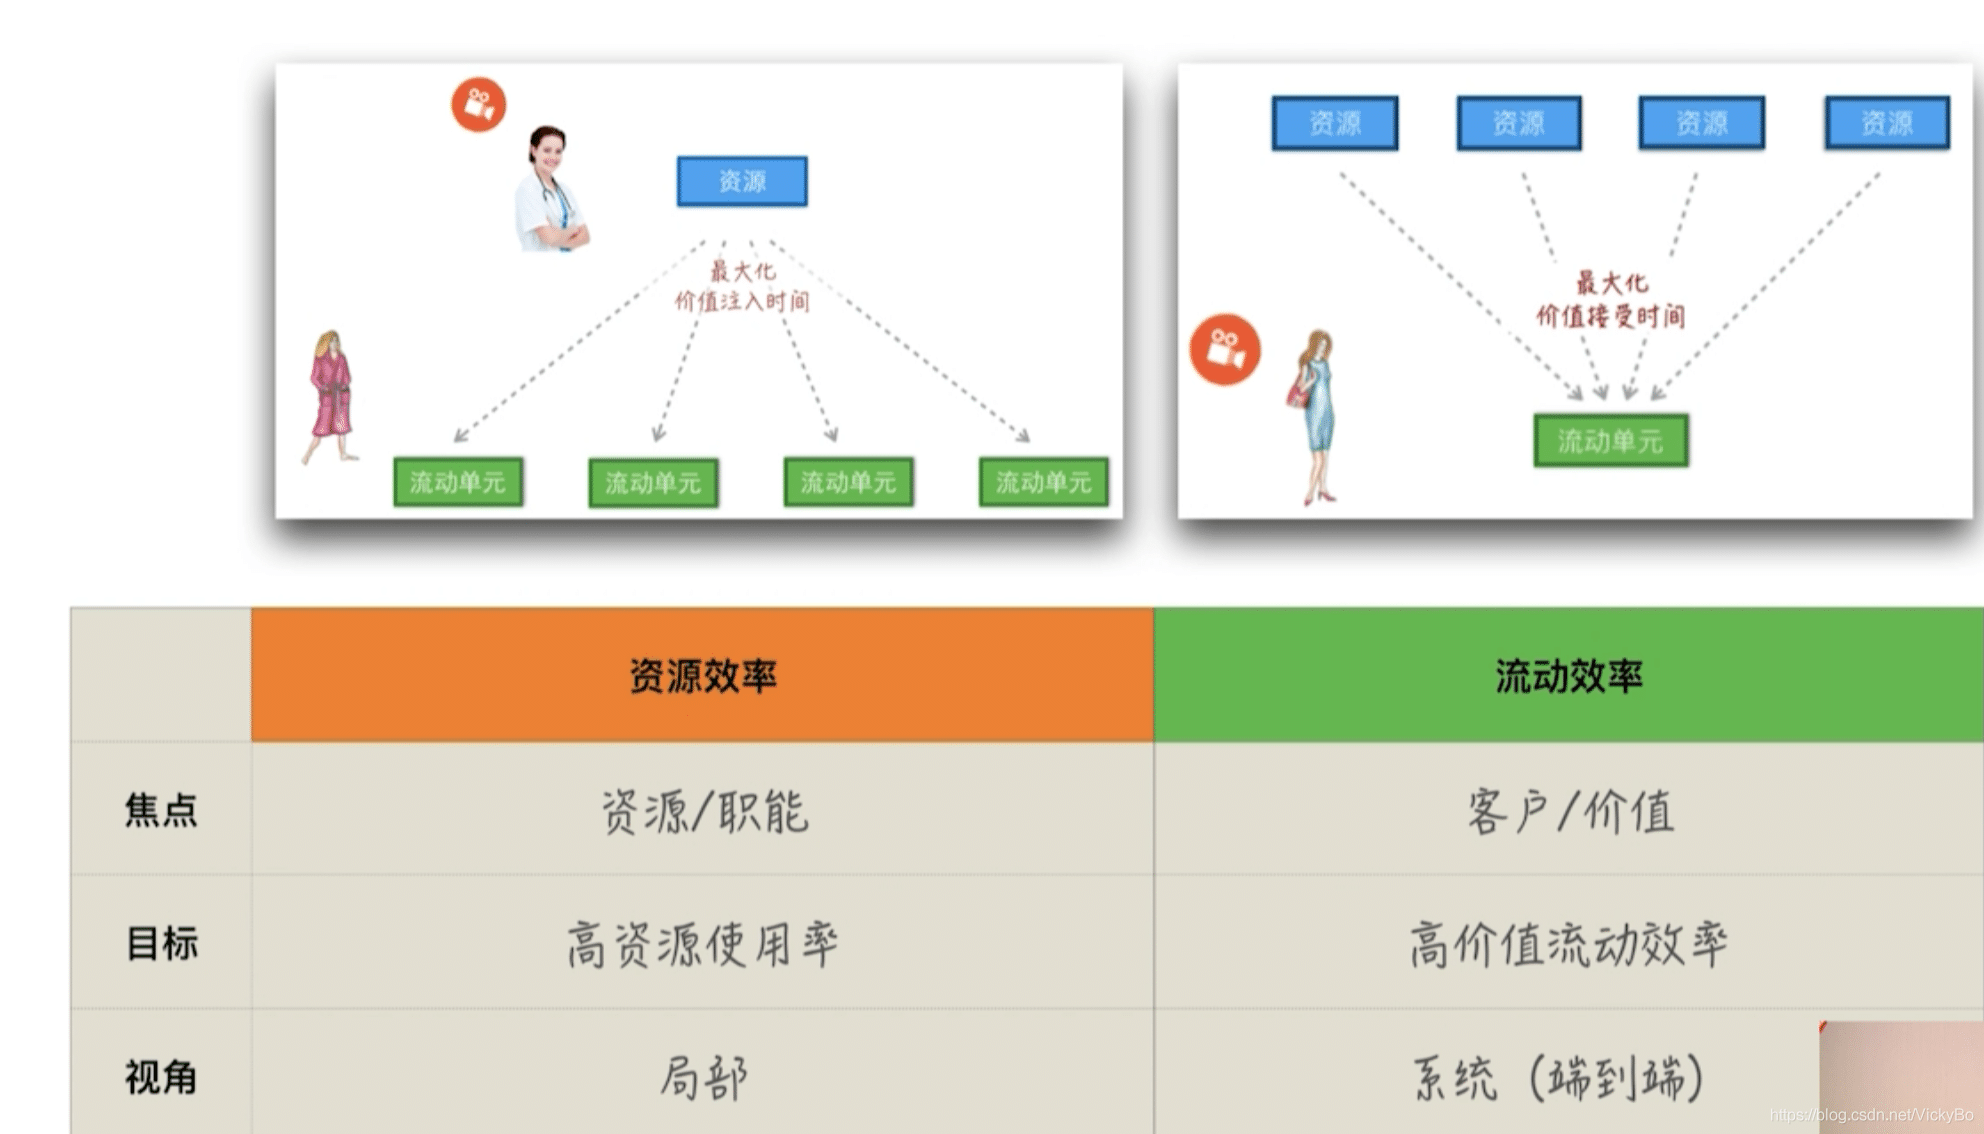 资源
最大化
价值注入时间
流动单元 流动单元 流动单元 流动单元
资源 资源 资源 资源
最大化
价值接受时间
流动单元
资源效率 流动效率
焦点 资源/职能 客户/价值
目标 高资源使用率 高价值流动效率
视角 局部 系统（端到端）
https://blog.csdn.net/VickyBo